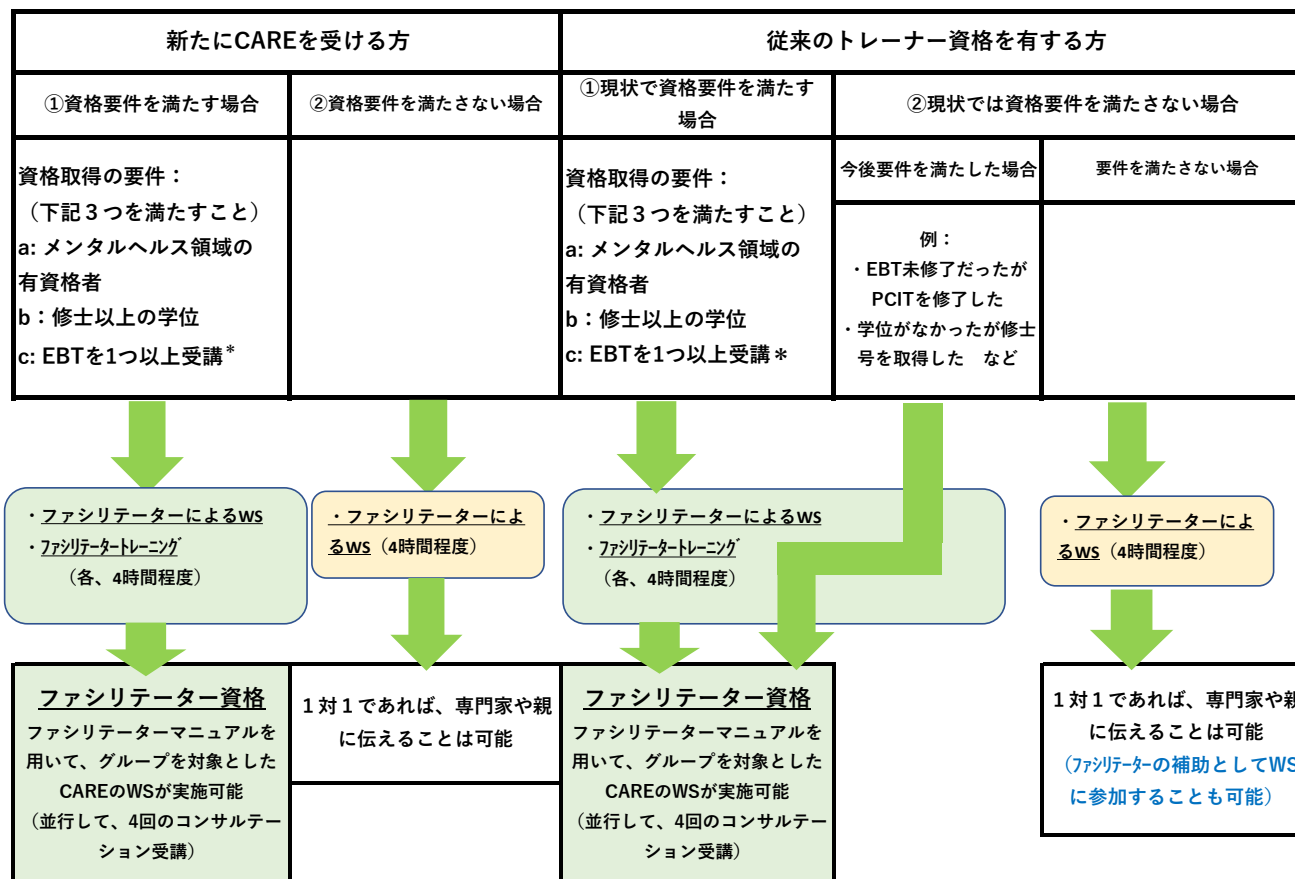 新たにCAREを受ける方
従来のトレーナー資格を有する方
①資格要件を満たす場合
②資格要件を満たさない場合
①現状で資格要件を満たす
場合
②現状では資格要件を満たさない場合
資格取得の要件：
（下記３つを満たすこと）
a: メンタルヘルス領域の
有資格者
b：修士以上の学位
c: EBTを1つ以上受講*
資格取得の要件：
（下記３つを満たすこと）
a: メンタルヘルス領域の
有資格者
b：修士以上の学位
c: EBTを1つ以上受講＊
今後要件を満たした場合
要件を満たさない場合
例：
・EBT未修了だったが
PCITを修了した
・学位がなかったが修士
号を取得した　など
・ファシリテーターによるWS
・ファシリテータートレーニング
（各、4時間程度）
・ファシリテーターによ
るWS（4時間程度）
・ファシリテーターによるWS
・ファシリテータートレーニング
（各、4時間程度）
・ファシリテーターによ
るWS（4時間程度）
ファシリテーター資格
ファシリテーターマニュアルを
用いて、グループを対象とした
CAREのWSが実施可能
（並行して、4回のコンサルテー
ション受講）
１対１であれば、専門家や親
に伝えることは可能
ファシリテーター資格
ファシリテーターマニュアルを
用いて、グループを対象とした
CAREのWSが実施可能
（並行して、4回のコンサルテー
ション受講）
１対１であれば、専門家や親
に伝えることは可能
（ファシリテーターの補助としてWS
に参加することも可能）